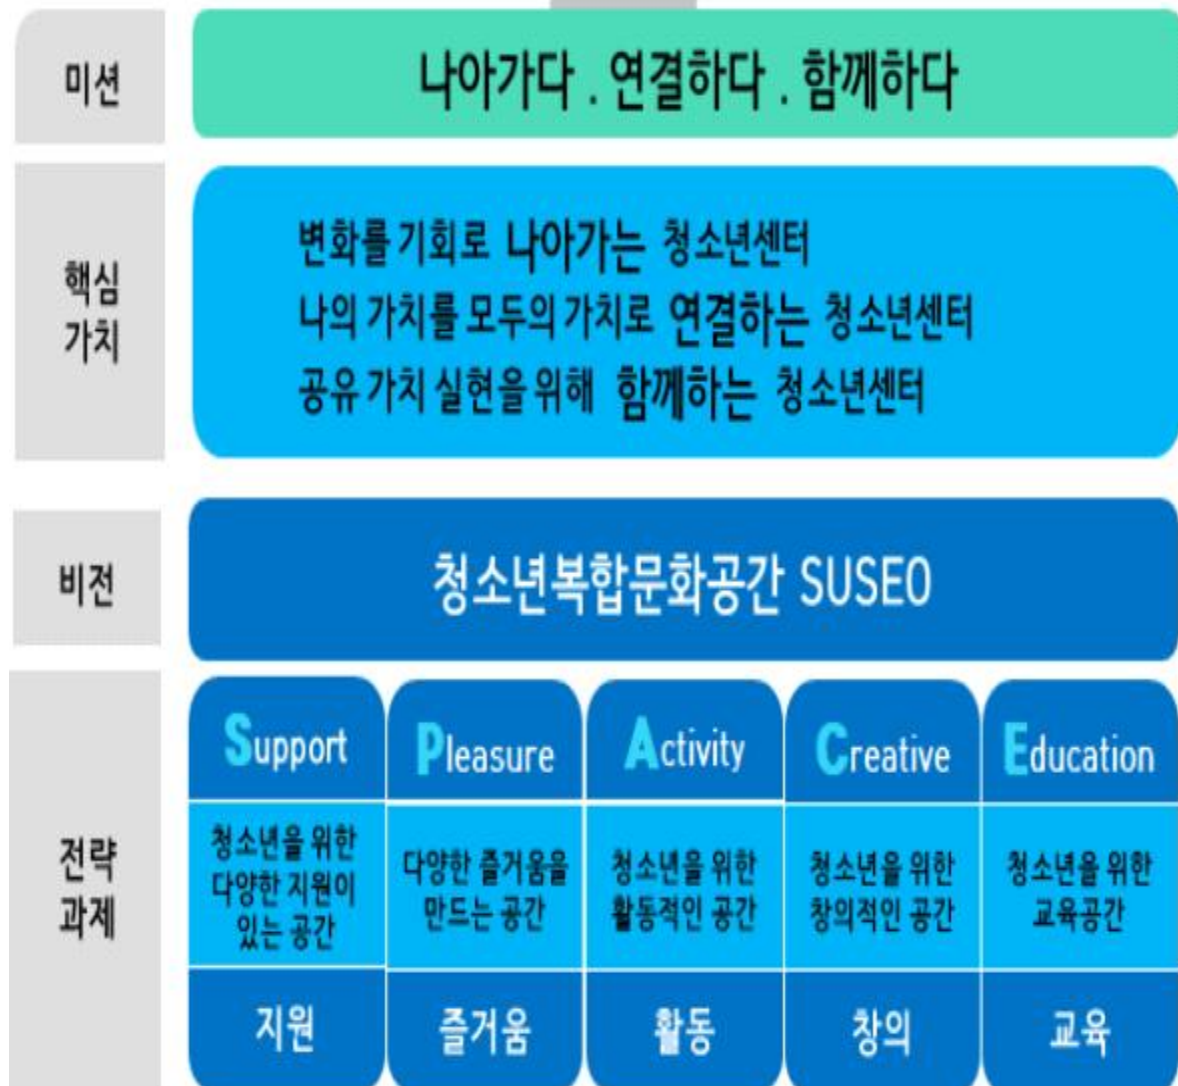 미션
나아가다 . 연결하다 . 함께하다
핵심
가치
변화를 기회로 나아가는 청소년센터
나의 가치를 모두의 가치로 연결하는 청소년센터
공유 가치 실현을 위해 함께하는 청소년센터
비전
청소년복합문화공간 SUSEO
전략
과제
Support
청소년을 위한
다양한 지원이
있는 공간
지원
Pleasure
다양한 즐거움을
만드는 공간
즐거움
Activity
청소년을 위한
활동적인 공간
활동
Creative
청소년을 위한
창의적인 공간
창의
Education
청소년을 위한
교육공간
교육